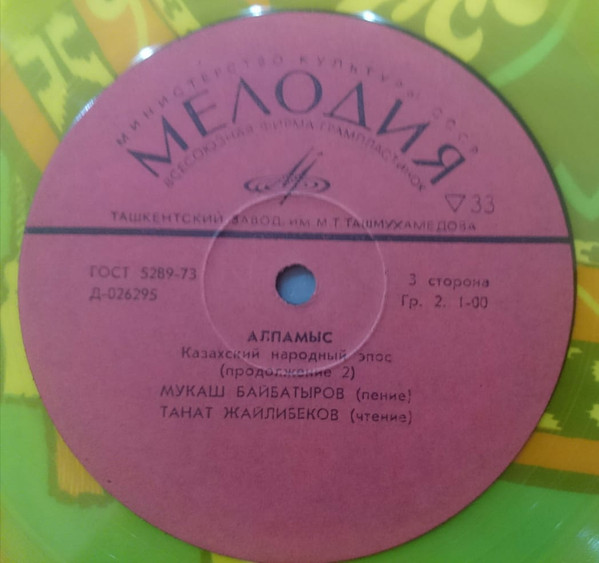 МИНИСТЕРСТВО КУЛЬТУРЫ СССР
МЕЛОДИЯ
ВСЕСОЮЗНАЯ ФИРМА ГРАМПЛАСТИНОК
33
ТАШКЕНТСКИЙ ЗАВОД ИМ. М.Т. ТАШМУХАМЕДОВА
ГОСТ 5289-73
Д-026295
3 сторона
Гр. 2. 1-00
АЛПАМЫС
Казахский народный эпос
(продолжение 2)
МУКАШ БАЙБАТЫРОВ (пение)
ТАНАТ ЖАЙЛИБЕКОВ (чтение)